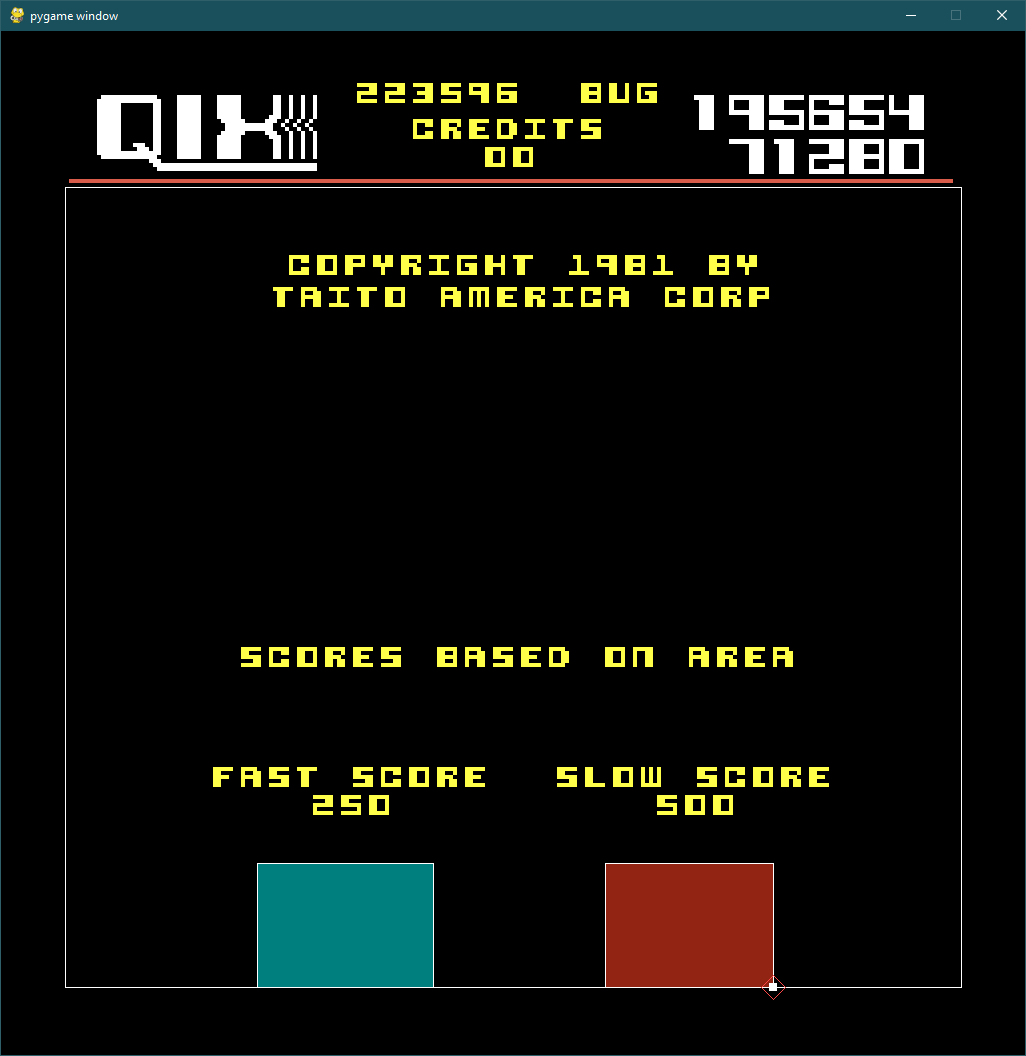 pygame window
QIX
223596 BUG
CREDITS
00
195654
71280
COPYRIGHT 1981 BY
TAITO AMERICA CORP
SCORES BASED ON AREA
FAST SCORE SLOW SCORE
250 500